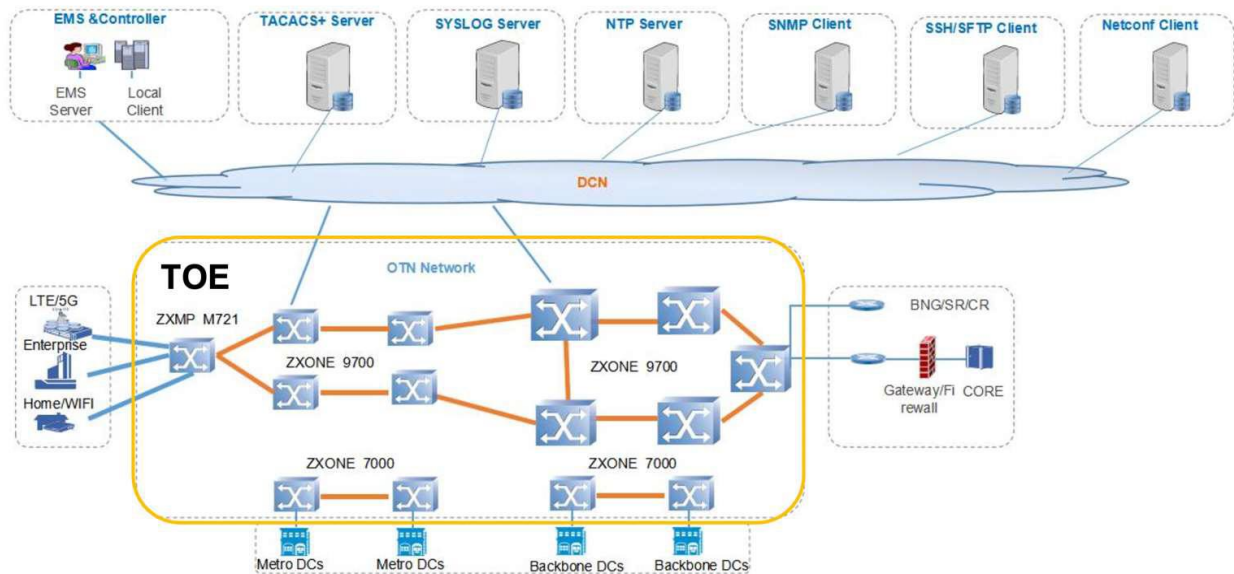 EMS &Controller
TACACS+ Server
SYSLOG Server
NTP Server
SNMP Client
SSH/SFTP Client
Netconf Client
EMS
Server
Local
Client
DCN
TOE
OTN Network
LTE/5G
ZXMP M721
BNG/SR/CR
Enterprise
ZXONE 9700
ZXONE 9700
Home/WIFI
Gateway/Fi
rewall
CORE
ZXONE 7000
ZXONE 7000
Metro DCs
Metro DCs
Backbone DCs
Backbone DCs